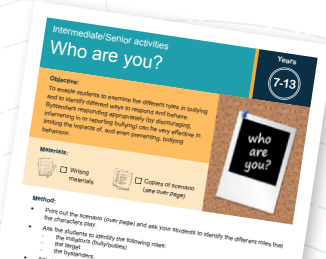 Intermediate/Senior activities
Who are you?
Years
7-13
Objective:
To enable students to examine the different roles in bullying
and to identify different ways to respond and behave.
Bystanders responding appropriately (by discouraging,
intervening in or reporting bullying) can be very effective in
limiting the impacts of, and even preventing, bullying
behaviour.
who
are
you?
Materials:
Writing
materials
Copies of scenario
(see over page)
Method:
• Print out the scenario (over page) and ask your students to identify the different roles that
the characters play.
• Ask the students to identify the following roles:
– the initiator/s (bully/bullies)
– the target
– the bystanders.